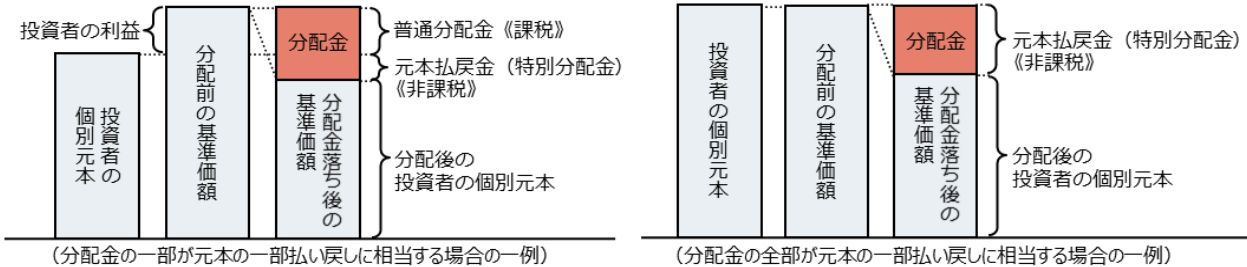 投資者の利益
投資者の
個別元本
分配前の基準価額
分配金
分配金落ち後の
基準価額
普通分配金《課税》
元本払戻金（特別分配金）
《非課税》
分配後の
投資者の個別元本
（分配金の一部が元本の一部払い戻しに相当する場合の一例）
投資者の個別元本
分配前の基準価額
分配金
分配金落ち後の
基準価額
元本払戻金（特別分配金）
《非課税》
分配後の
投資者の個別元本
（分配金の全部が元本の一部払い戻しに相当する場合の一例）